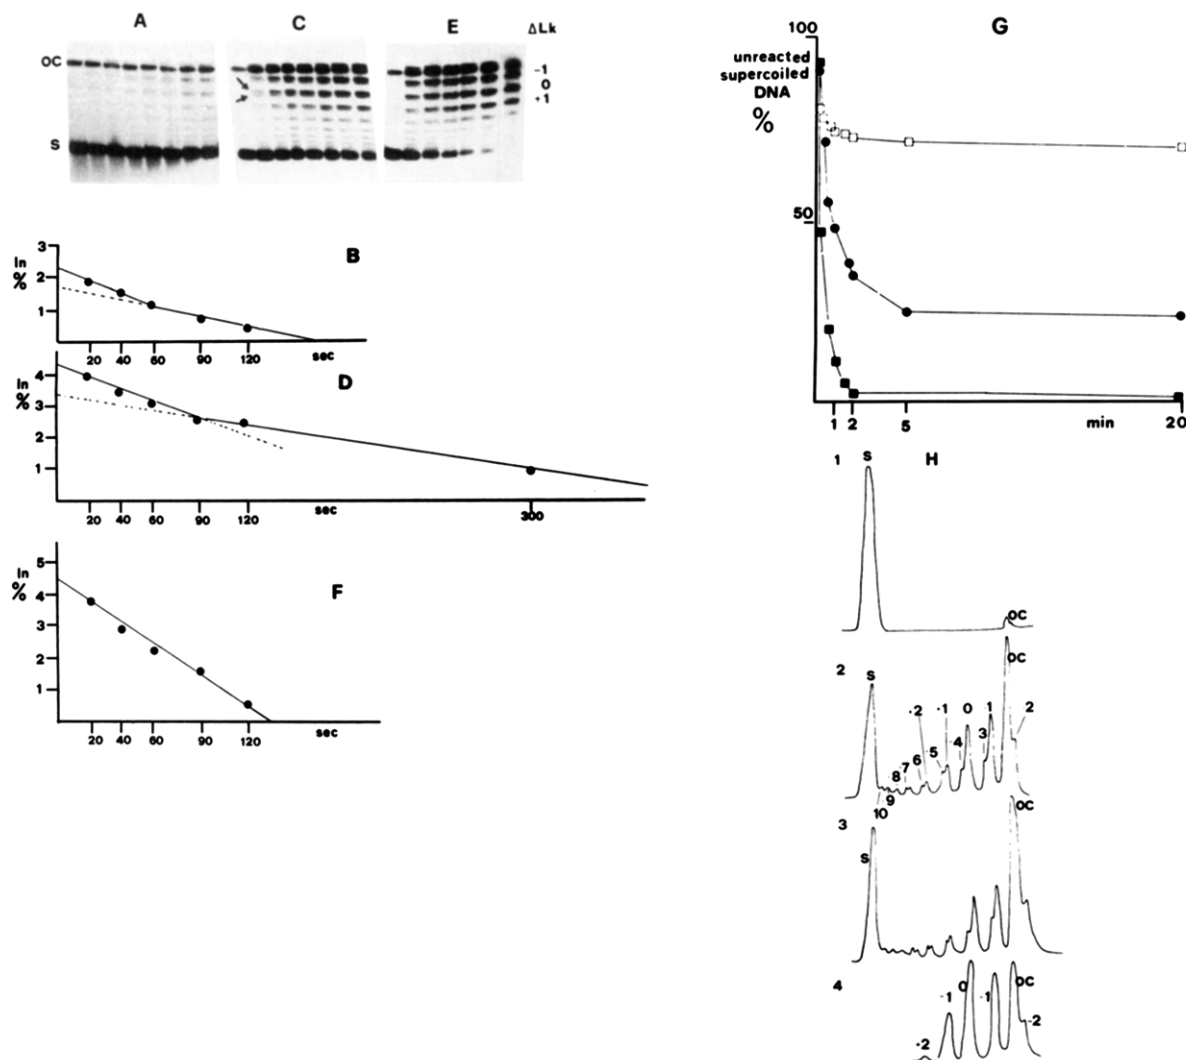 A
C
E
ΔLk
OC
-1
0
+1
S
G
100
unreacted
supercoiled
DNA
%
50
1 2 5 min 20
B
3
ln
% 2
1
20 40 60 90 120 sec
D
4
ln
% 3
2
1
20 40 60 90 120 sec 300
F
5
ln
% 4
3
2
1
20 40 60 90 120 sec
H
1 S
OC
2
S
OC
+2 +1 0 -1 2
3
4
5
6
7
8
9
10
3
OC
S
4
OC
0
-1 -1
-2
+2